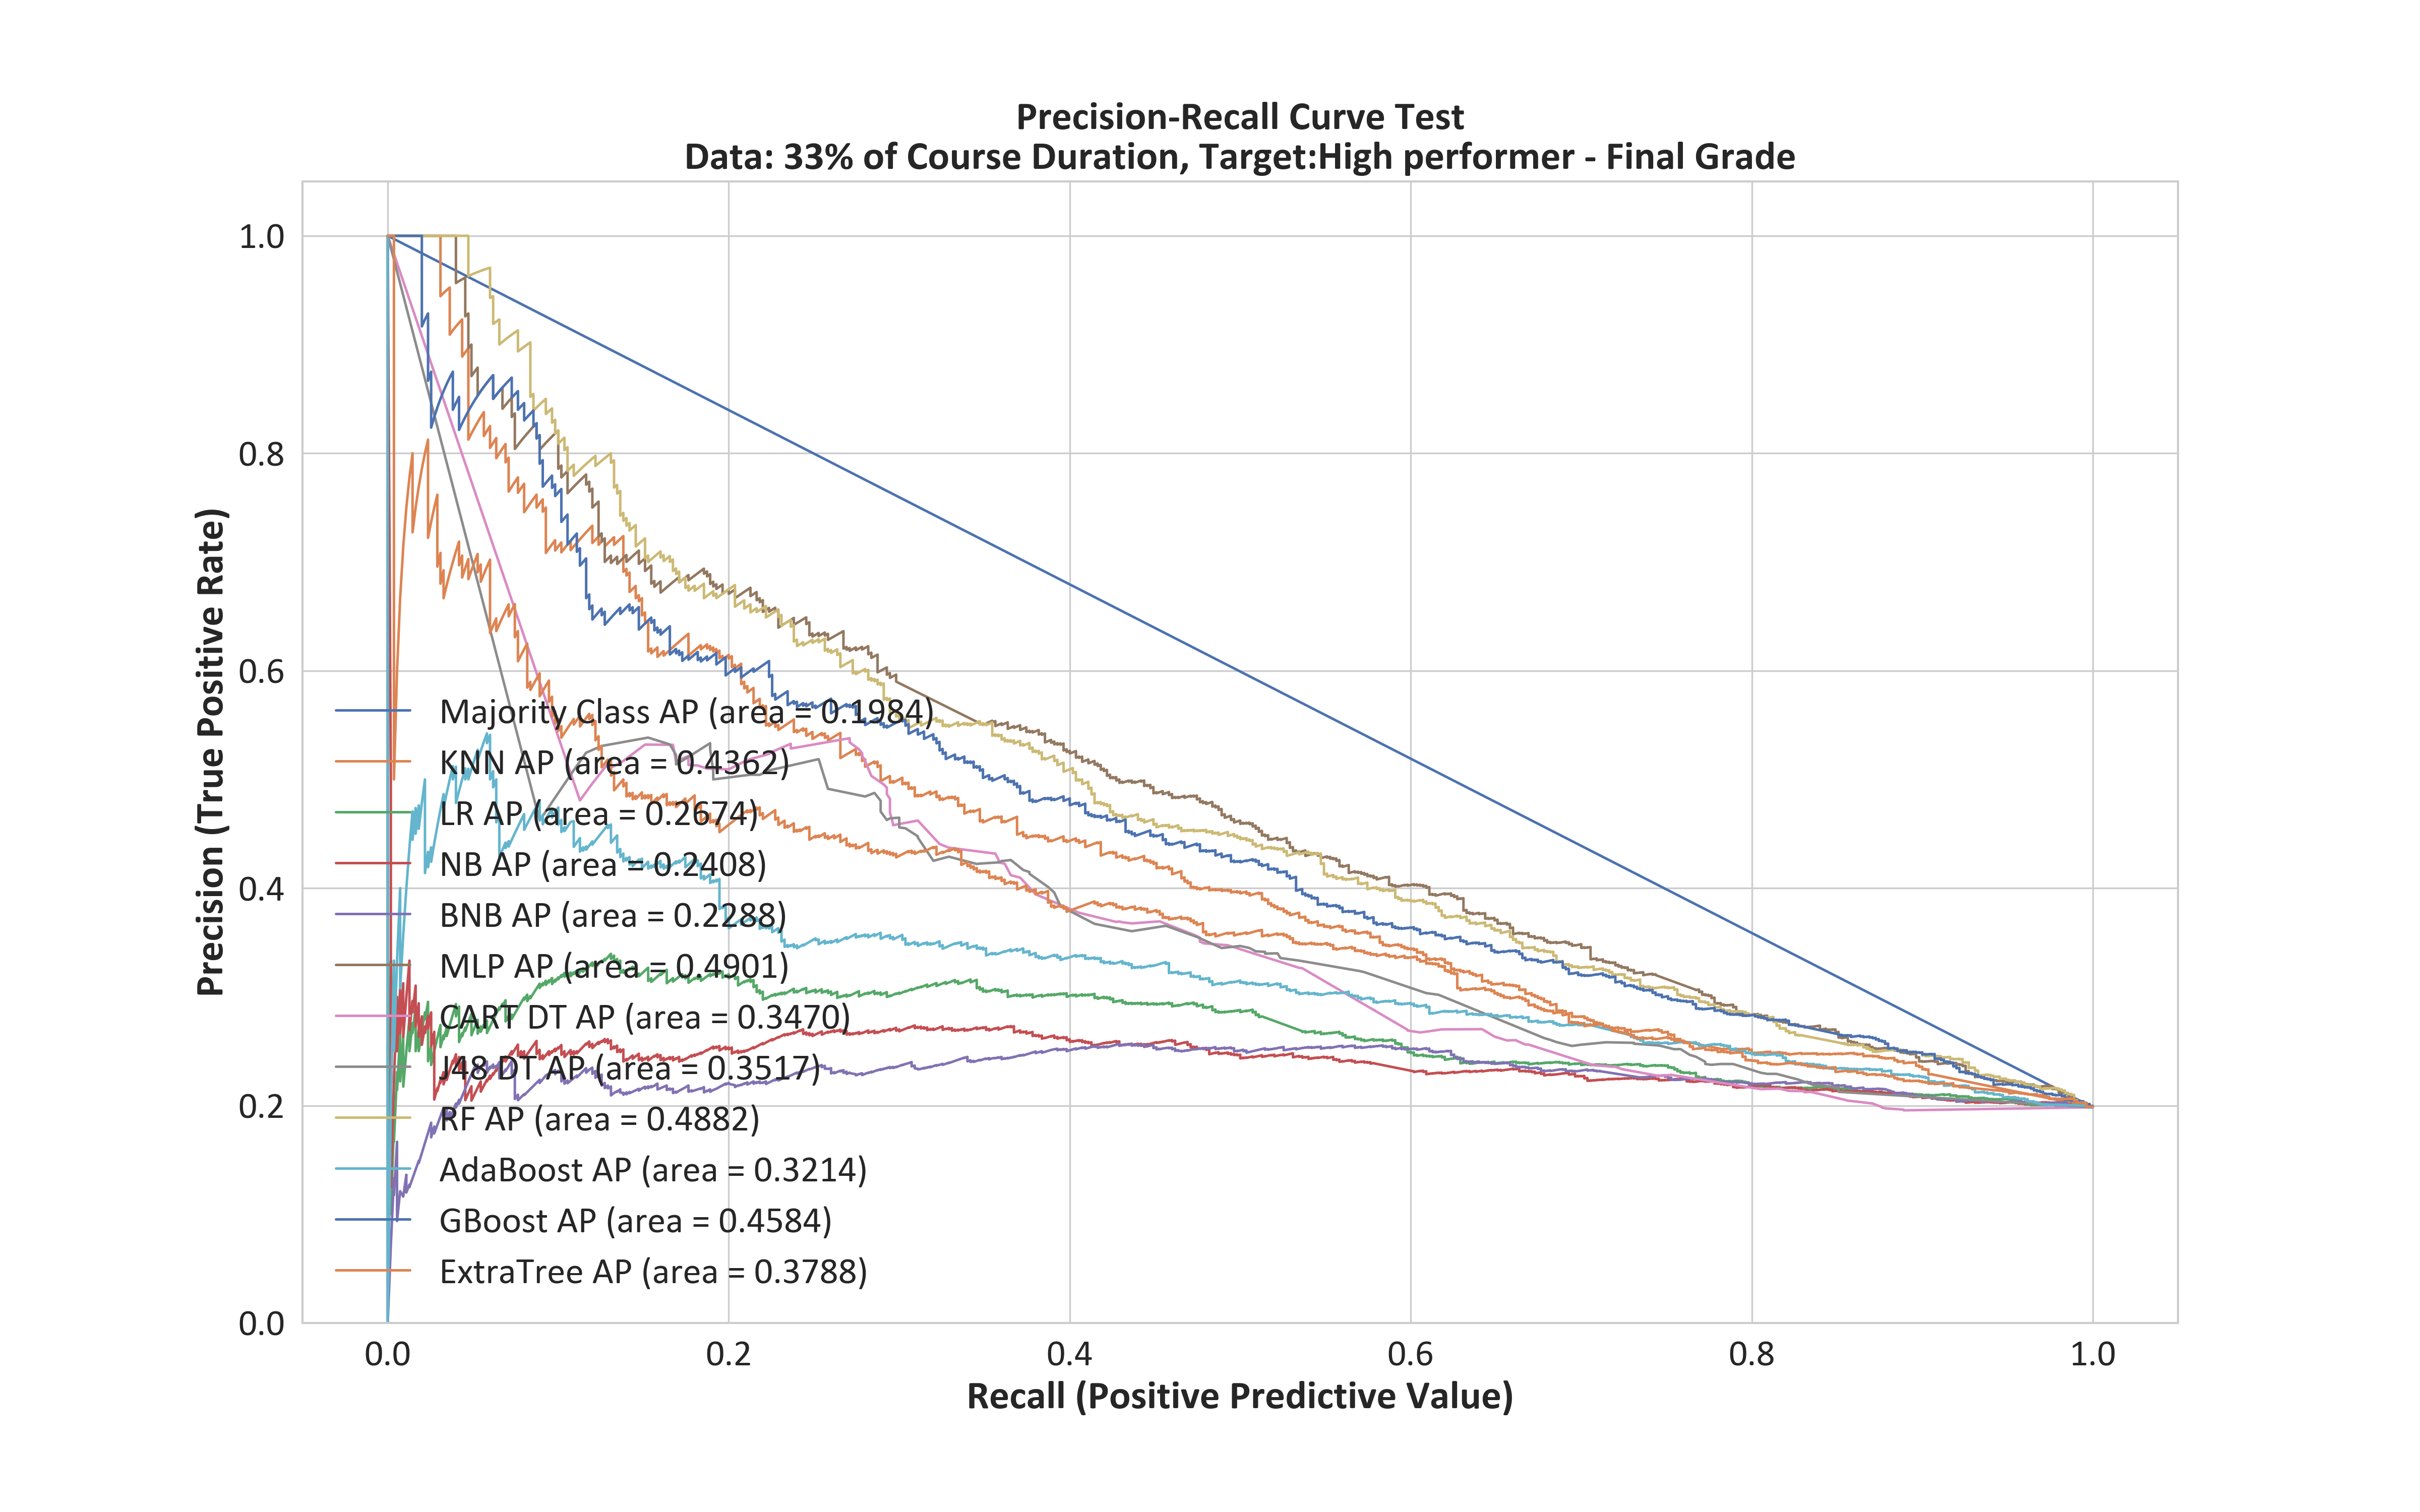 Precision-Recall Curve Test
Data: 33% of Course Duration, Target:High performer - Final Grade
Precision (True Positive Rate)
1.0
0.8
0.6
0.4
0.2
0.0
Majority Class AP (area = 0.1984)
KNN AP (area = 0.4362)
LR AP (area = 0.2674)
NB AP (area = 0.2408)
BNB AP (area = 0.2288)
MLP AP (area = 0.4901)
CART DT AP (area = 0.3470)
J48 DT AP (area = 0.3517)
RF AP (area = 0.4882)
AdaBoost AP (area = 0.3214)
GBoost AP (area = 0.4584)
ExtraTree AP (area = 0.3788)
0.0 0.2 0.4 0.6 0.8 1.0
Recall (Positive Predictive Value)